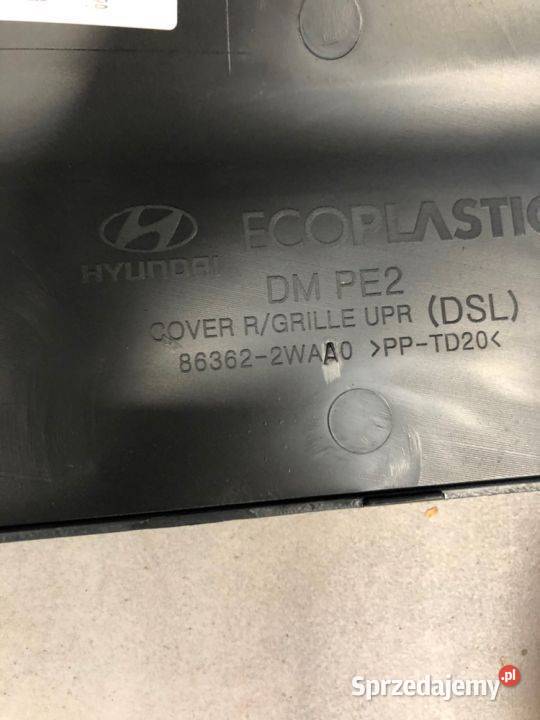 HYUNDAI ECOPLASTIC
DM PE2
COVER R/GRILLE UPR (DSL)
86362-2WAA0 >PP-TD20<
Sprzedajemy.pl